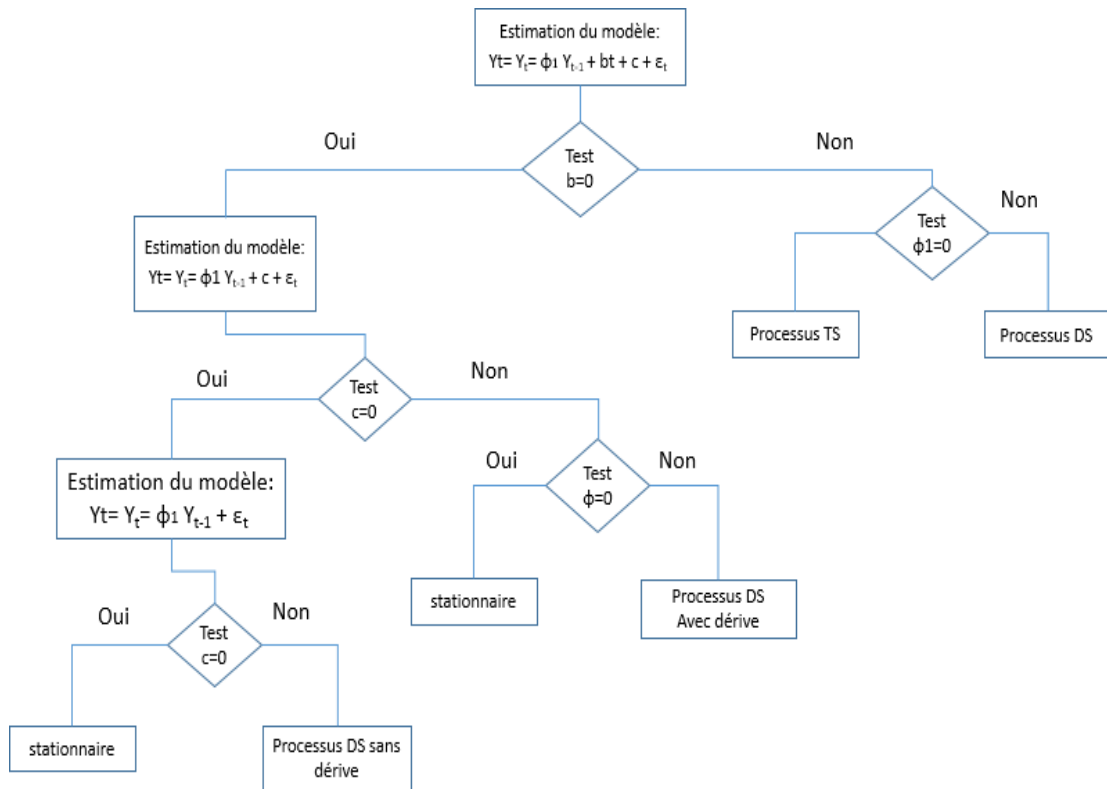 Estimation du modèle:
Yt= Yₜ= ϕ1 Yₜ₋₁ + bt + c + εₜ
Oui
Non
Test
b=0
Non
Test
ϕ1=0
Estimation du modèle:
Yt= Yₜ= ϕ1 Yₜ₋₁ + c + εₜ
Processus TS
Processus DS
Oui
Non
Test
c=0
Oui
Non
Test
ϕ=0
Estimation du modèle:
Yt= Yₜ= ϕ1 Yₜ₋₁ + εₜ
stationnaire
Processus DS
Avec dérive
Oui
Non
Test
c=0
stationnaire
Processus DS sans
dérive